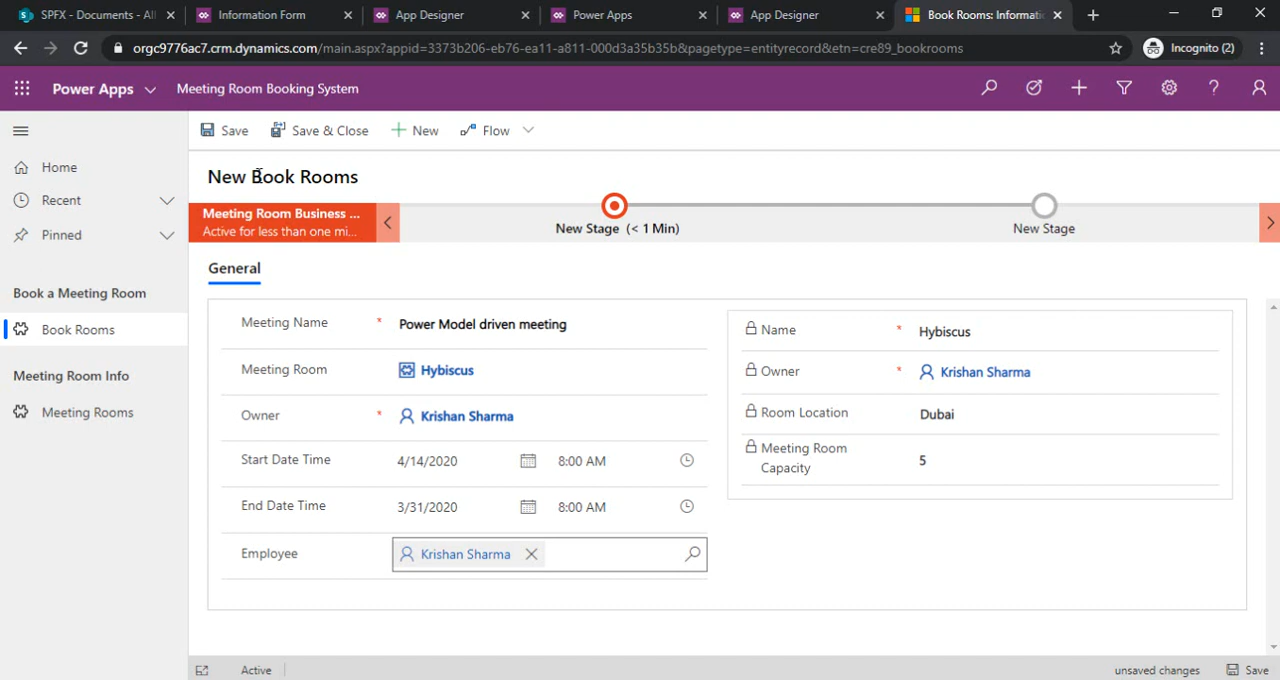 SPFX - Documents - All
Information Form
App Designer
Power Apps
App Designer
Book Rooms: Informati
orgc9776ac7.crm.dynamics.com/main.aspx?appid=3373b206-eb76-ea11-a811-000d3a35b35b&pagetype=entityrecord&etn=cre89_bookrooms
Incognito (2)
Power Apps
Meeting Room Booking System
Save
Save & Close
New
Flow
Home
Recent
Pinned
Book a Meeting Room
Book Rooms
Meeting Room Info
Meeting Rooms
New Book Rooms
Meeting Room Business ...
Active for less than one mi...
New Stage (< 1 Min)
New Stage
General
Meeting Name * Power Model driven meeting
Meeting Room Hybiscus
Owner * Krishan Sharma
Start Date Time 4/14/2020 8:00 AM
End Date Time 3/31/2020 8:00 AM
Employee Krishan Sharma
Name * Hybiscus
Owner * Krishan Sharma
Room Location Dubai
Meeting Room
Capacity 5
Active
unsaved changes
Save